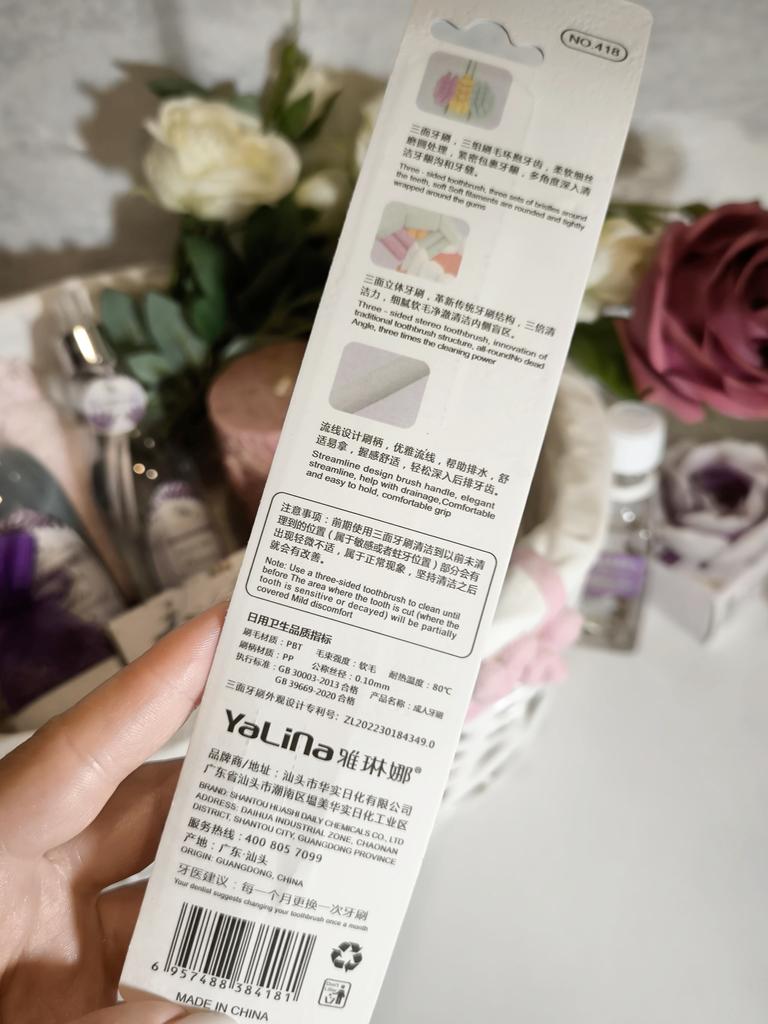 NO.418
三面牙刷，三组刷毛环抱牙齿，柔软细丝
磨圆处理，紧密包裹牙龈，多角度深入清
洁牙龈沟和牙缝。
Three - sided toothbrush, three sets of bristles around
the teeth, soft Soft filaments are rounded and tightly
wrapped around the gums
三面立体牙刷，革新传统牙刷结构，三倍清
洁力，细腻软毛净澈清洁内侧盲区。
Three - sided stereo toothbrush, innovation of
traditional toothbrush structure, all-roundNo dead
Angle, three times the cleaning power
流线设计刷柄，优雅流线，帮助排水，舒
适易拿，握感舒适，轻松深入后排牙齿。
Streamline design brush handle, elegant
streamline, help with drainage,Comfortable
and easy to hold, comfortable grip
注意事项：前期使用三面牙刷清洁到以前未清
理到的位置（属于敏感或者蛀牙位置）部分会有
出现轻微不适，属于正常现象，坚持清洁之后
就会有改善。
Note: Use a three-sided toothbrush to clean until
before The area where the tooth is cut (where the
tooth is sensitive or decayed) will be partially
covered Mild discomfort
日用卫生品质指标
刷毛材质：PBT 毛束强度：软毛 耐热温度：80℃
刷柄材质：PP 公称丝径：0.10mm
执行标准：GB 30003-2013 合格 产品名称：成人牙刷
GB 39669-2020 合格
三面牙刷外观设计专利号：ZL202230184349.0
YaLiNa 雅琳娜®
品牌商/地址：汕头市华实日化有限公司
广东省汕头市潮南区塭美华实日化工业区
BRAND: SHANTOU HUASHI DAILY CHEMICALS CO., LTD
ADDRESS: DAIHUA INDUSTRIAL ZONE, CHAONAN
DISTRICT, SHANTOU CITY, GUANGDONG PROVINCE
服务热线：400 805 7099
产地：广东·汕头
ORIGIN: GUANGDONG, CHINA
牙医建议：每一个月更换一次牙刷
Your dentist suggests changing your toothbrush once a month
6 957488 384181
MADE IN CHINA